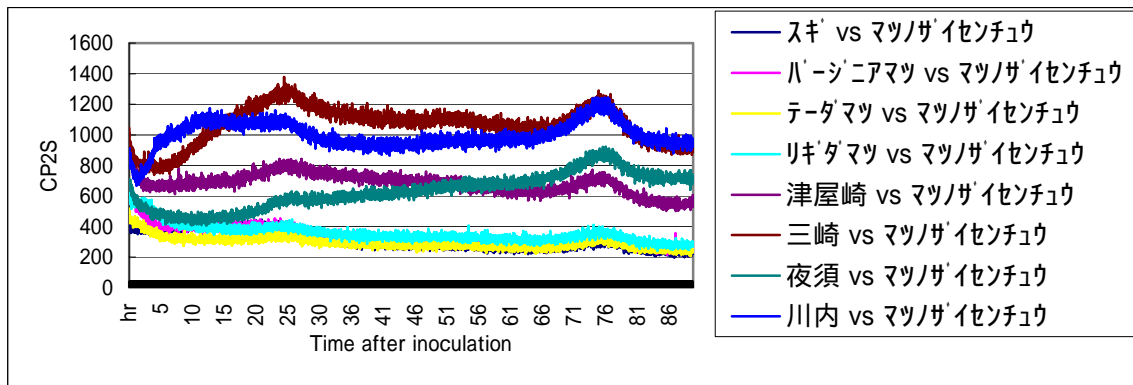 1600
1400
1200
1000
800
600
400
200
0
CP2S
hr 5 10 15 20 25 30 36 41 46 51 56 61 66 71 76 81 86
Time after inoculation
ｽｷﾞ vs ﾏﾂﾉｻﾞｲｾﾝﾁｭｳ
ﾊﾞｰｼﾞﾆｱﾏﾂ vs ﾏﾂﾉｻﾞｲｾﾝﾁｭｳ
ﾃｰﾀﾞﾏﾂ vs ﾏﾂﾉｻﾞｲｾﾝﾁｭｳ
ﾘｷﾞﾀﾞﾏﾂ vs ﾏﾂﾉｻﾞｲｾﾝﾁｭｳ
津屋崎 vs ﾏﾂﾉｻﾞｲｾﾝﾁｭｳ
三崎 vs ﾏﾂﾉｻﾞｲｾﾝﾁｭｳ
夜須 vs ﾏﾂﾉｻﾞｲｾﾝﾁｭｳ
川内 vs ﾏﾂﾉｻﾞｲｾﾝﾁｭｳ